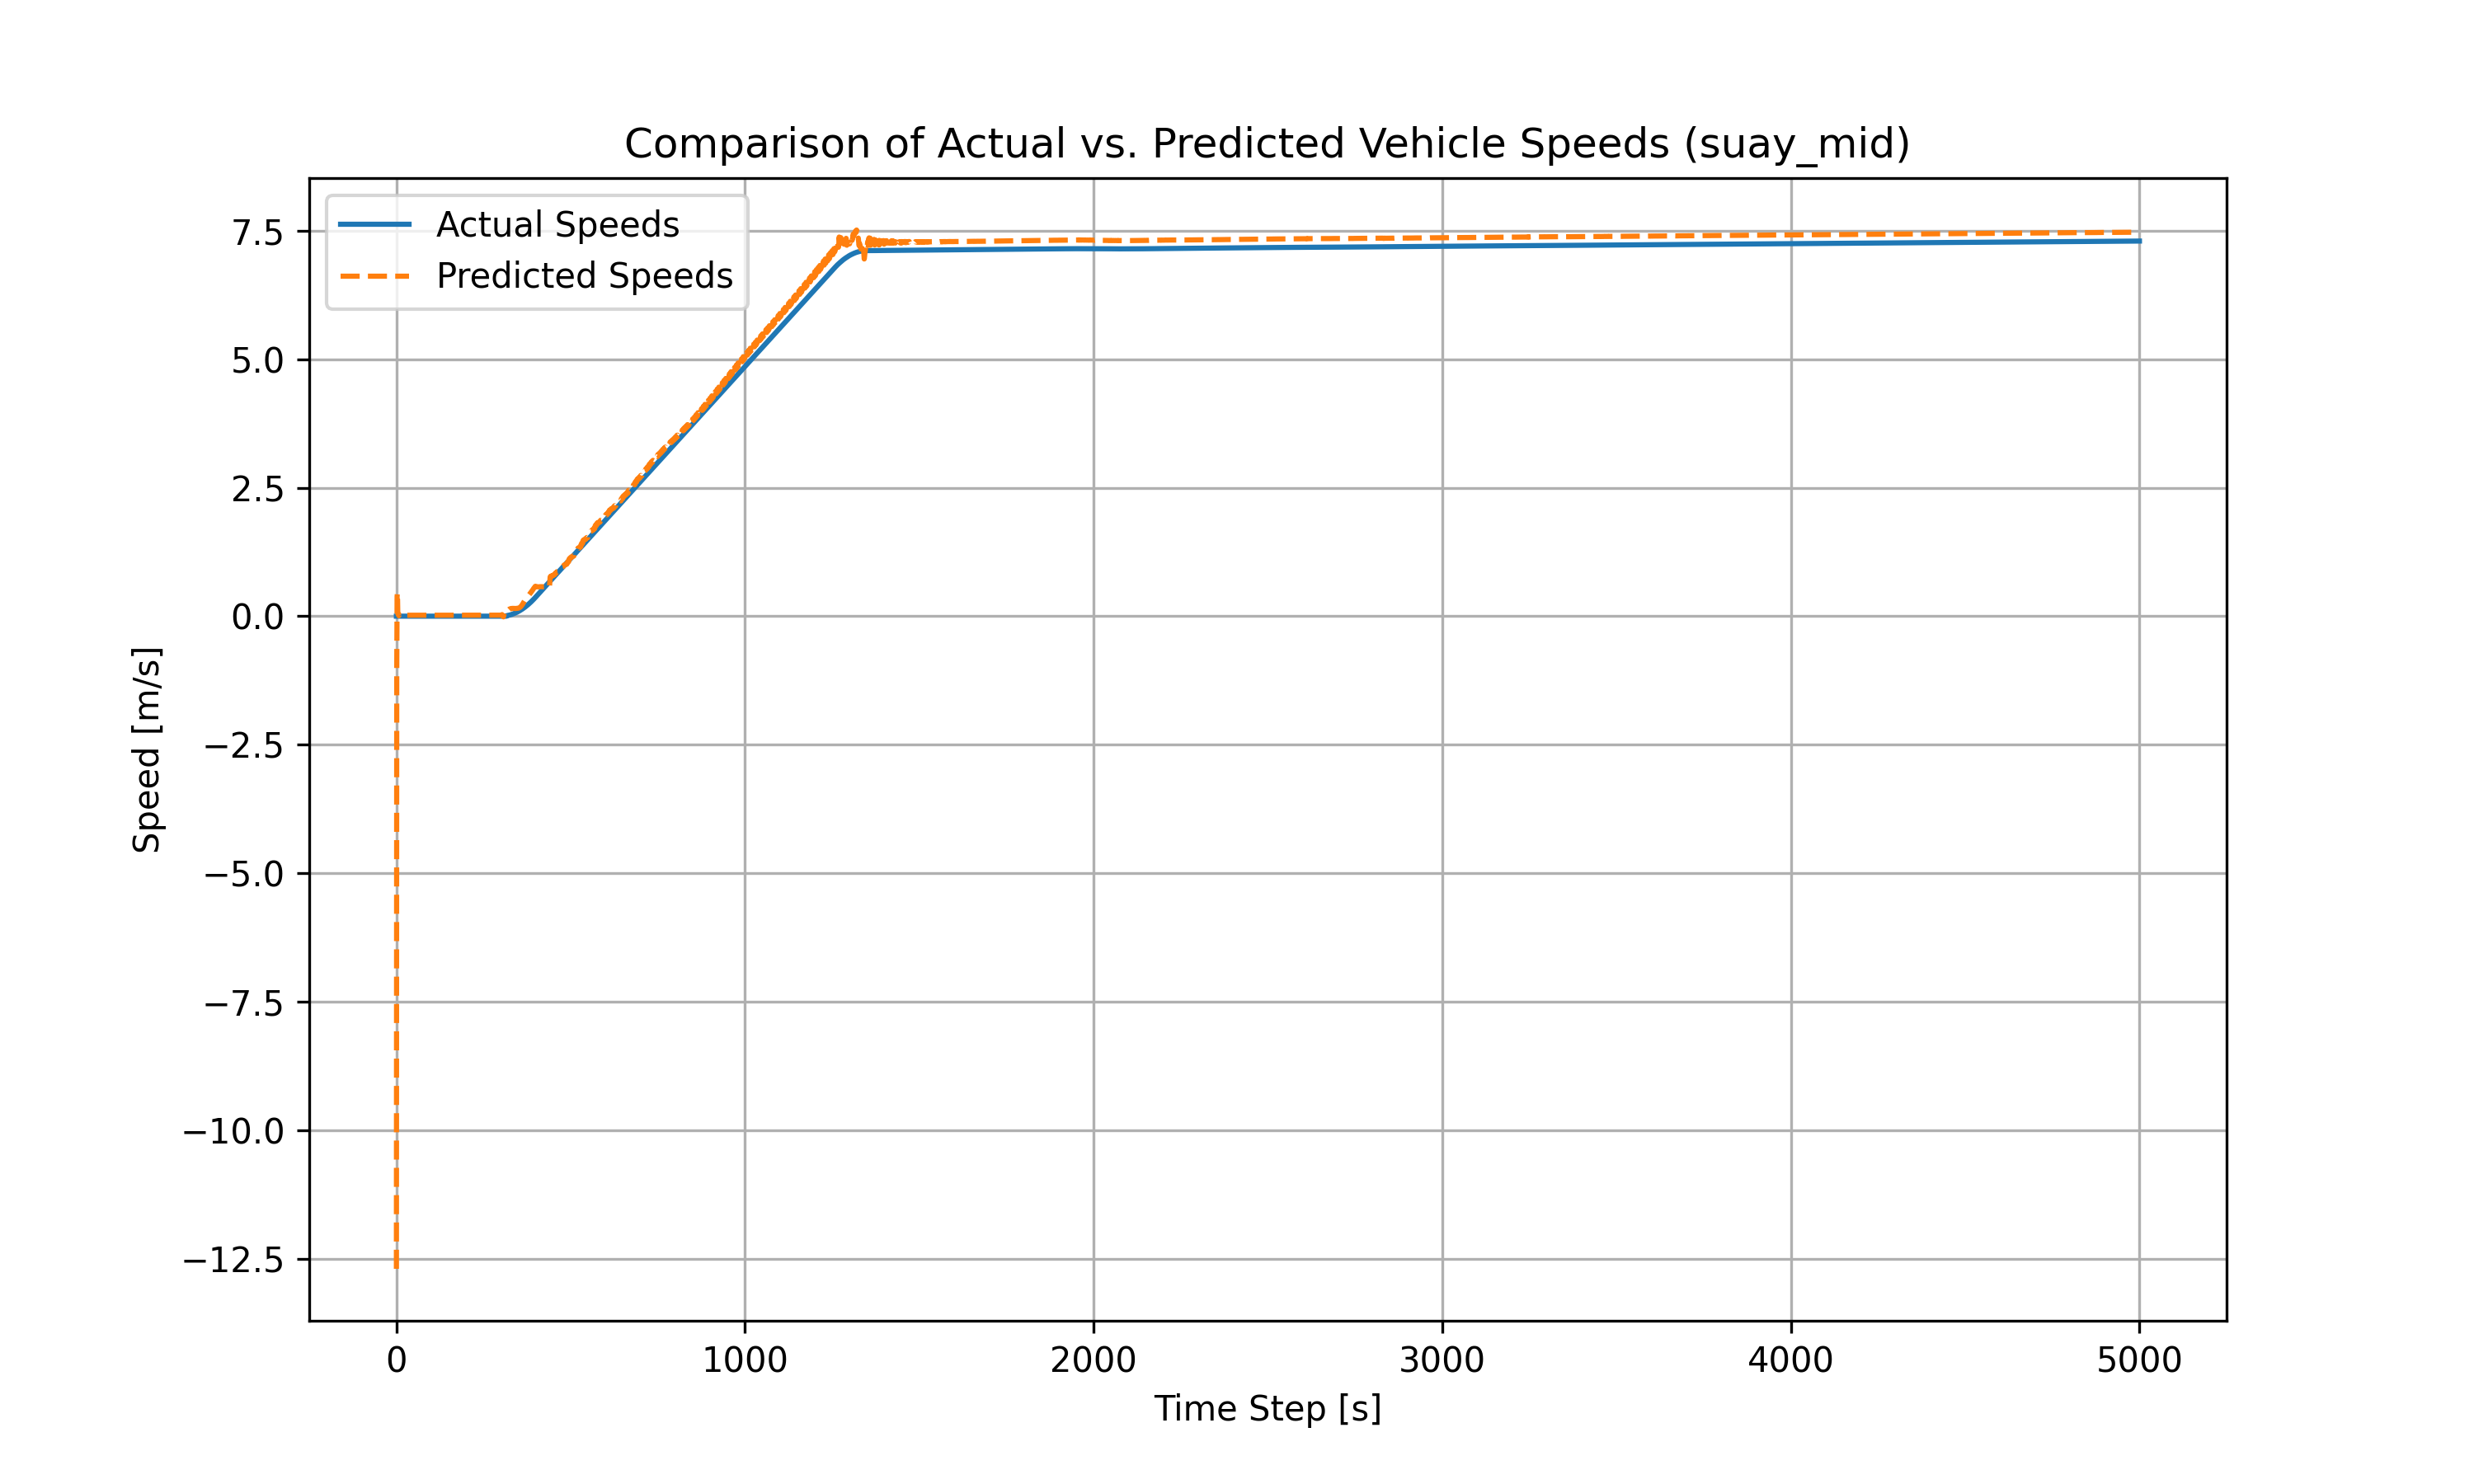 Comparison of Actual vs. Predicted Vehicle Speeds (suay_mid)
Actual Speeds
Predicted Speeds
7.5
5.0
2.5
0.0
−2.5
−5.0
−7.5
−10.0
−12.5
Speed [m/s]
0 1000 2000 3000 4000 5000
Time Step [s]